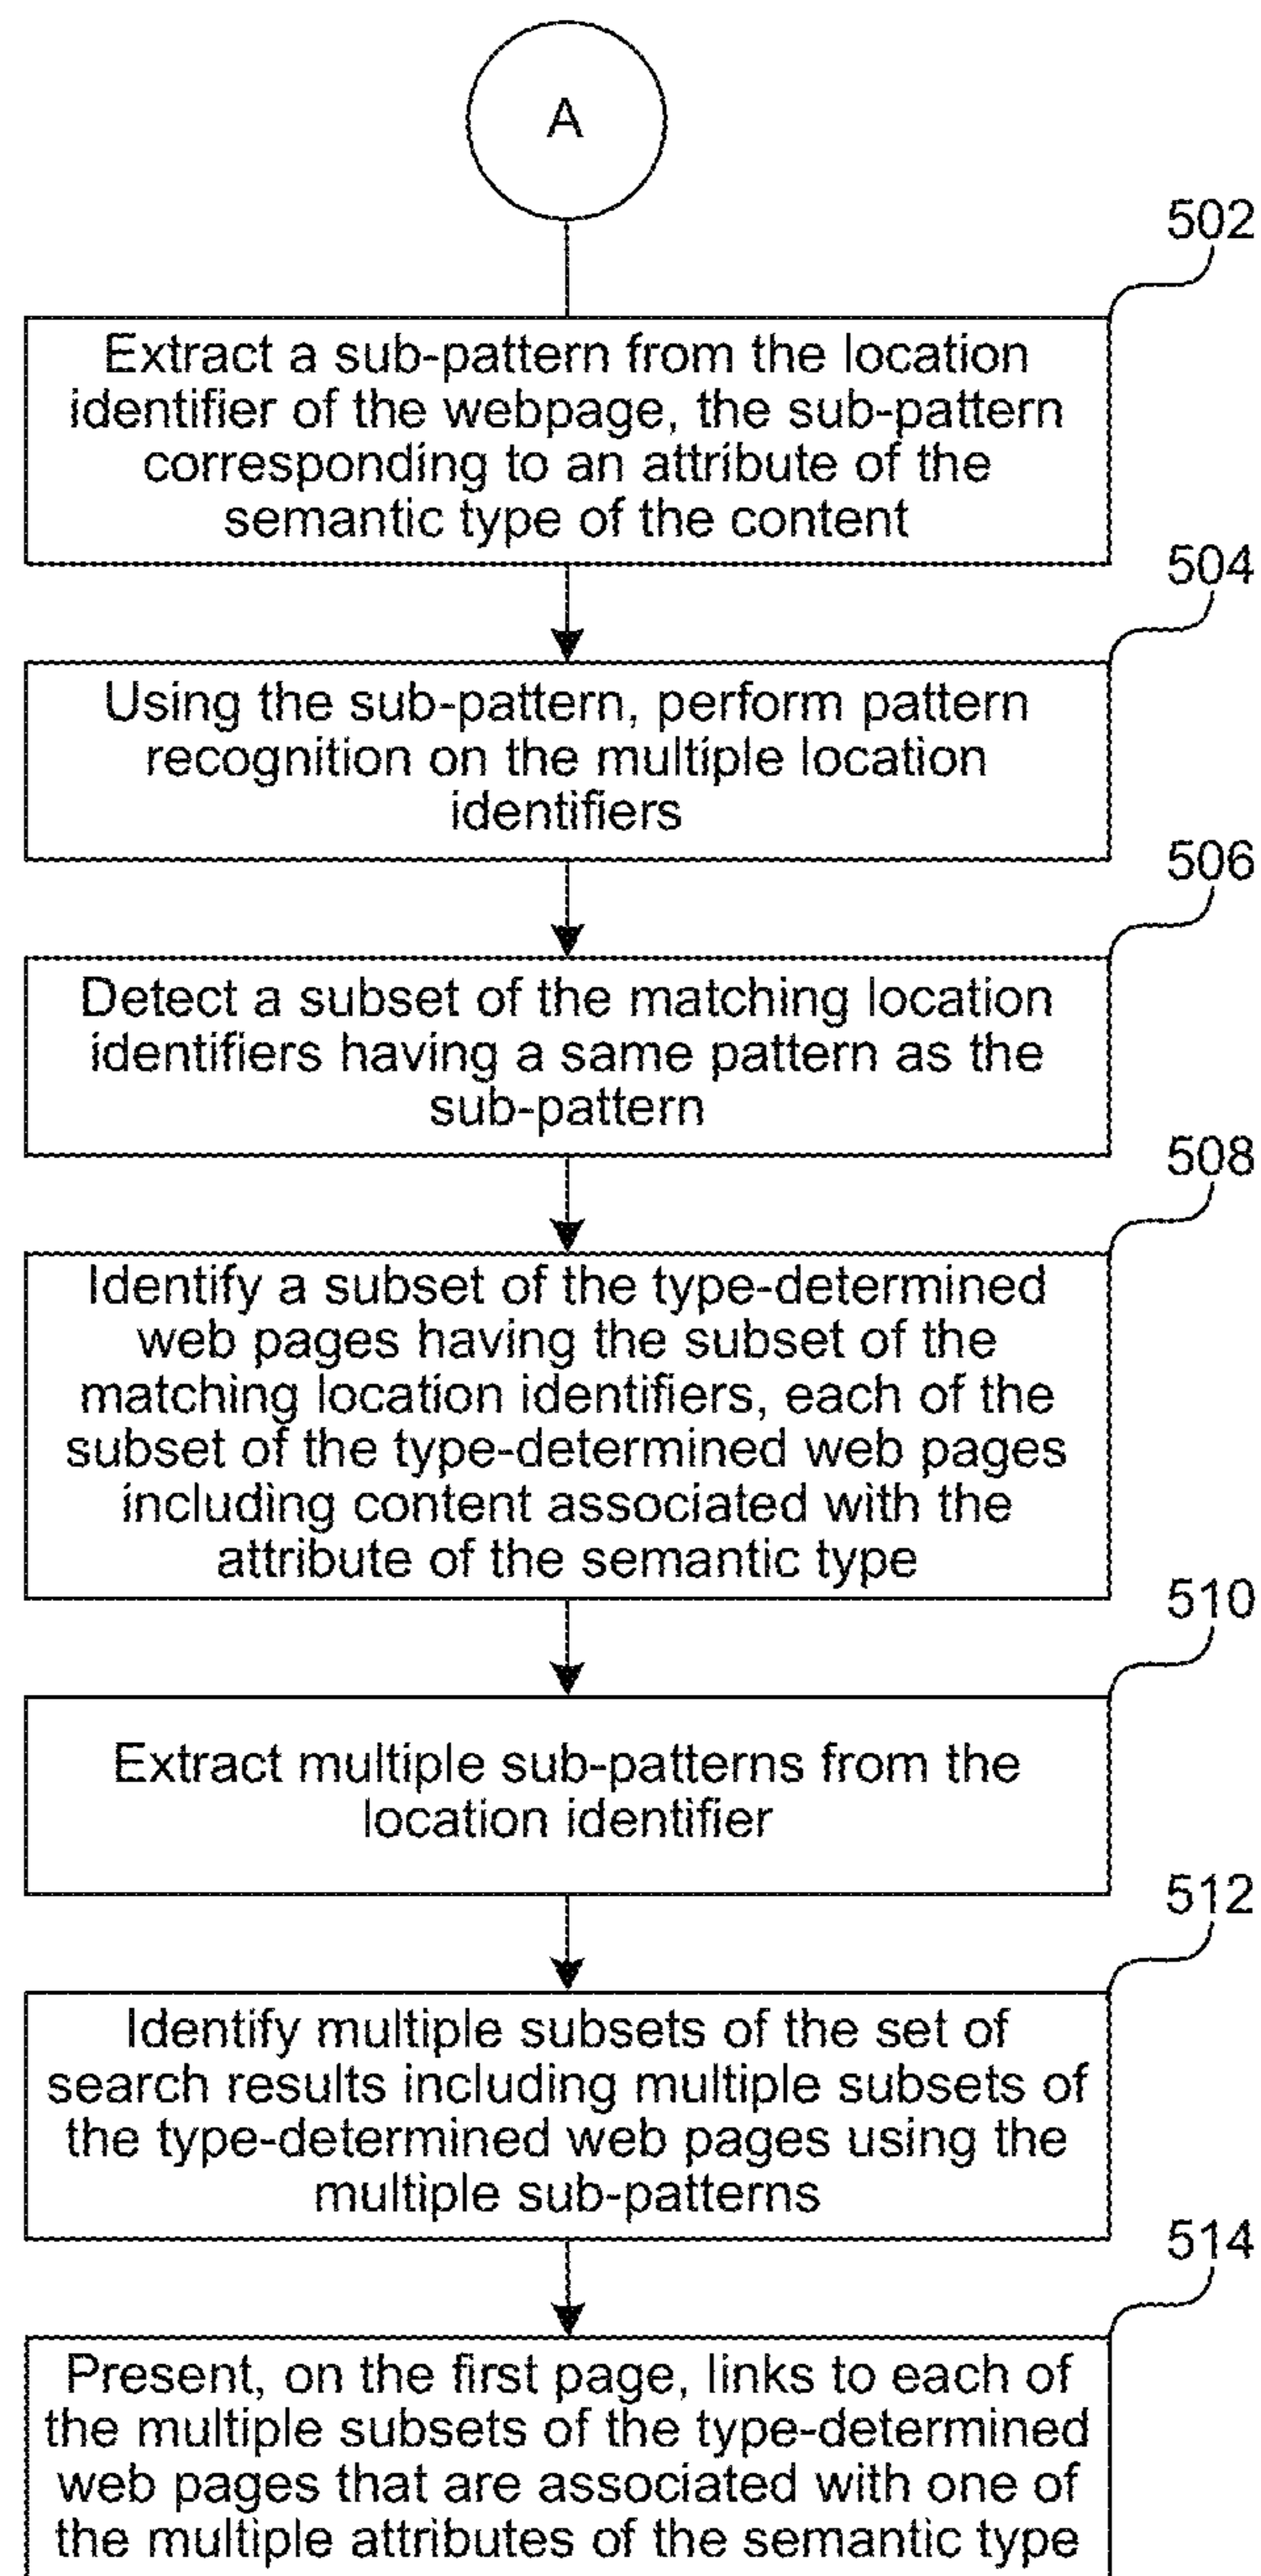 A
502
Extract a sub-pattern from the location
identifier of the webpage, the sub-pattern
corresponding to an attribute of the
semantic type of the content
504
Using the sub-pattern, perform pattern
recognition on the multiple location
identifiers
506
Detect a subset of the matching location
identifiers having a same pattern as the
sub-pattern
508
Identify a subset of the type-determined
web pages having the subset of the
matching location identifiers, each of the
subset of the type-determined web pages
including content associated with the
attribute of the semantic type
510
Extract multiple sub-patterns from the
location identifier
512
Identify multiple subsets of the set of
search results including multiple subsets of
the type-determined web pages using the
multiple sub-patterns
514
Present, on the first page, links to each of
the multiple subsets of the type-determined
web pages that are associated with one of
the multiple attributes of the semantic type